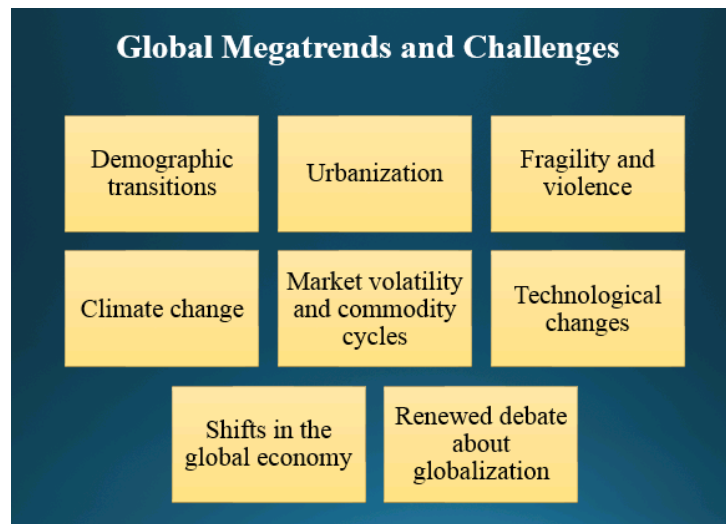 Global Megatrends and Challenges
Demographic
transitions
Urbanization
Fragility and
violence
Climate change
Market volatility
and commodity
cycles
Technological
changes
Shifts in the
global economy
Renewed debate
about
globalization